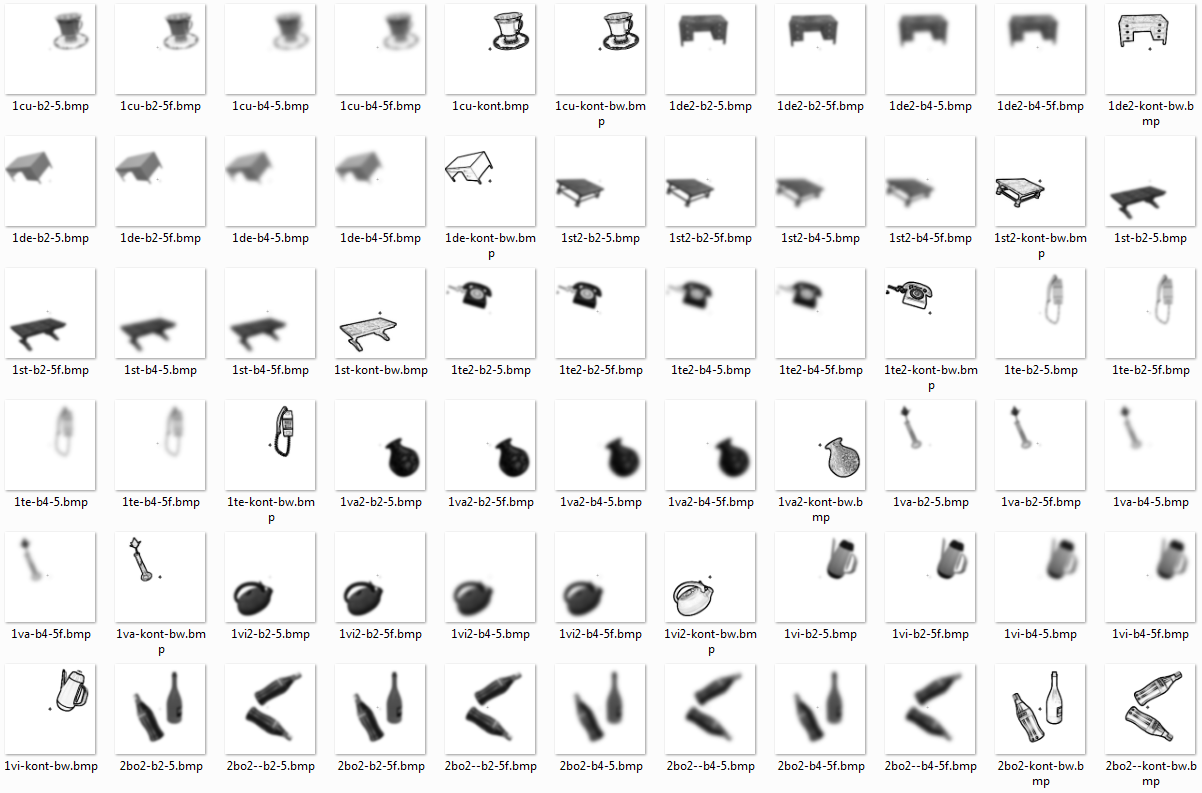 1cu-b2-5.bmp
1cu-b2-5f.bmp
1cu-b4-5.bmp
1cu-b4-5f.bmp
1cu-kont.bmp
1cu-kont-bw.bm
p
1de2-b2-5.bmp
1de2-b2-5f.bmp
1de2-b4-5.bmp
1de2-b4-5f.bmp
1de2-kont-bw.b
mp
1de-b2-5.bmp
1de-b2-5f.bmp
1de-b4-5.bmp
1de-b4-5f.bmp
1de-kont-bw.bm
p
1st2-b2-5.bmp
1st2-b2-5f.bmp
1st2-b4-5.bmp
1st2-b4-5f.bmp
1st2-kont-bw.bm
p
1st-b2-5.bmp
1st-b2-5f.bmp
1st-b4-5.bmp
1st-b4-5f.bmp
1st-kont-bw.bmp
1te2-b2-5.bmp
1te2-b2-5f.bmp
1te2-b4-5.bmp
1te2-b4-5f.bmp
1te2-kont-bw.bm
p
1te-b2-5.bmp
1te-b2-5f.bmp
1te-b4-5.bmp
1te-b4-5f.bmp
1te-kont-bw.bm
p
1va2-b2-5.bmp
1va2-b2-5f.bmp
1va2-b4-5.bmp
1va2-b4-5f.bmp
1va2-kont-bw.b
mp
1va-b2-5.bmp
1va-b2-5f.bmp
1va-b4-5.bmp
1va-b4-5f.bmp
1va-kont-bw.bm
p
1vi2-b2-5.bmp
1vi2-b2-5f.bmp
1vi2-b4-5.bmp
1vi2-b4-5f.bmp
1vi2-kont-bw.bm
p
1vi-b2-5.bmp
1vi-b2-5f.bmp
1vi-b4-5.bmp
1vi-b4-5f.bmp
1vi-kont-bw.bmp
2bo2-b2-5.bmp
2bo2--b2-5.bmp
2bo2-b2-5f.bmp
2bo2--b2-5f.bmp
2bo2-b4-5.bmp
2bo2--b4-5.bmp
2bo2-b4-5f.bmp
2bo2--b4-5f.bmp
2bo2-kont-bw.b
mp
2bo2--kont-bw.b
mp